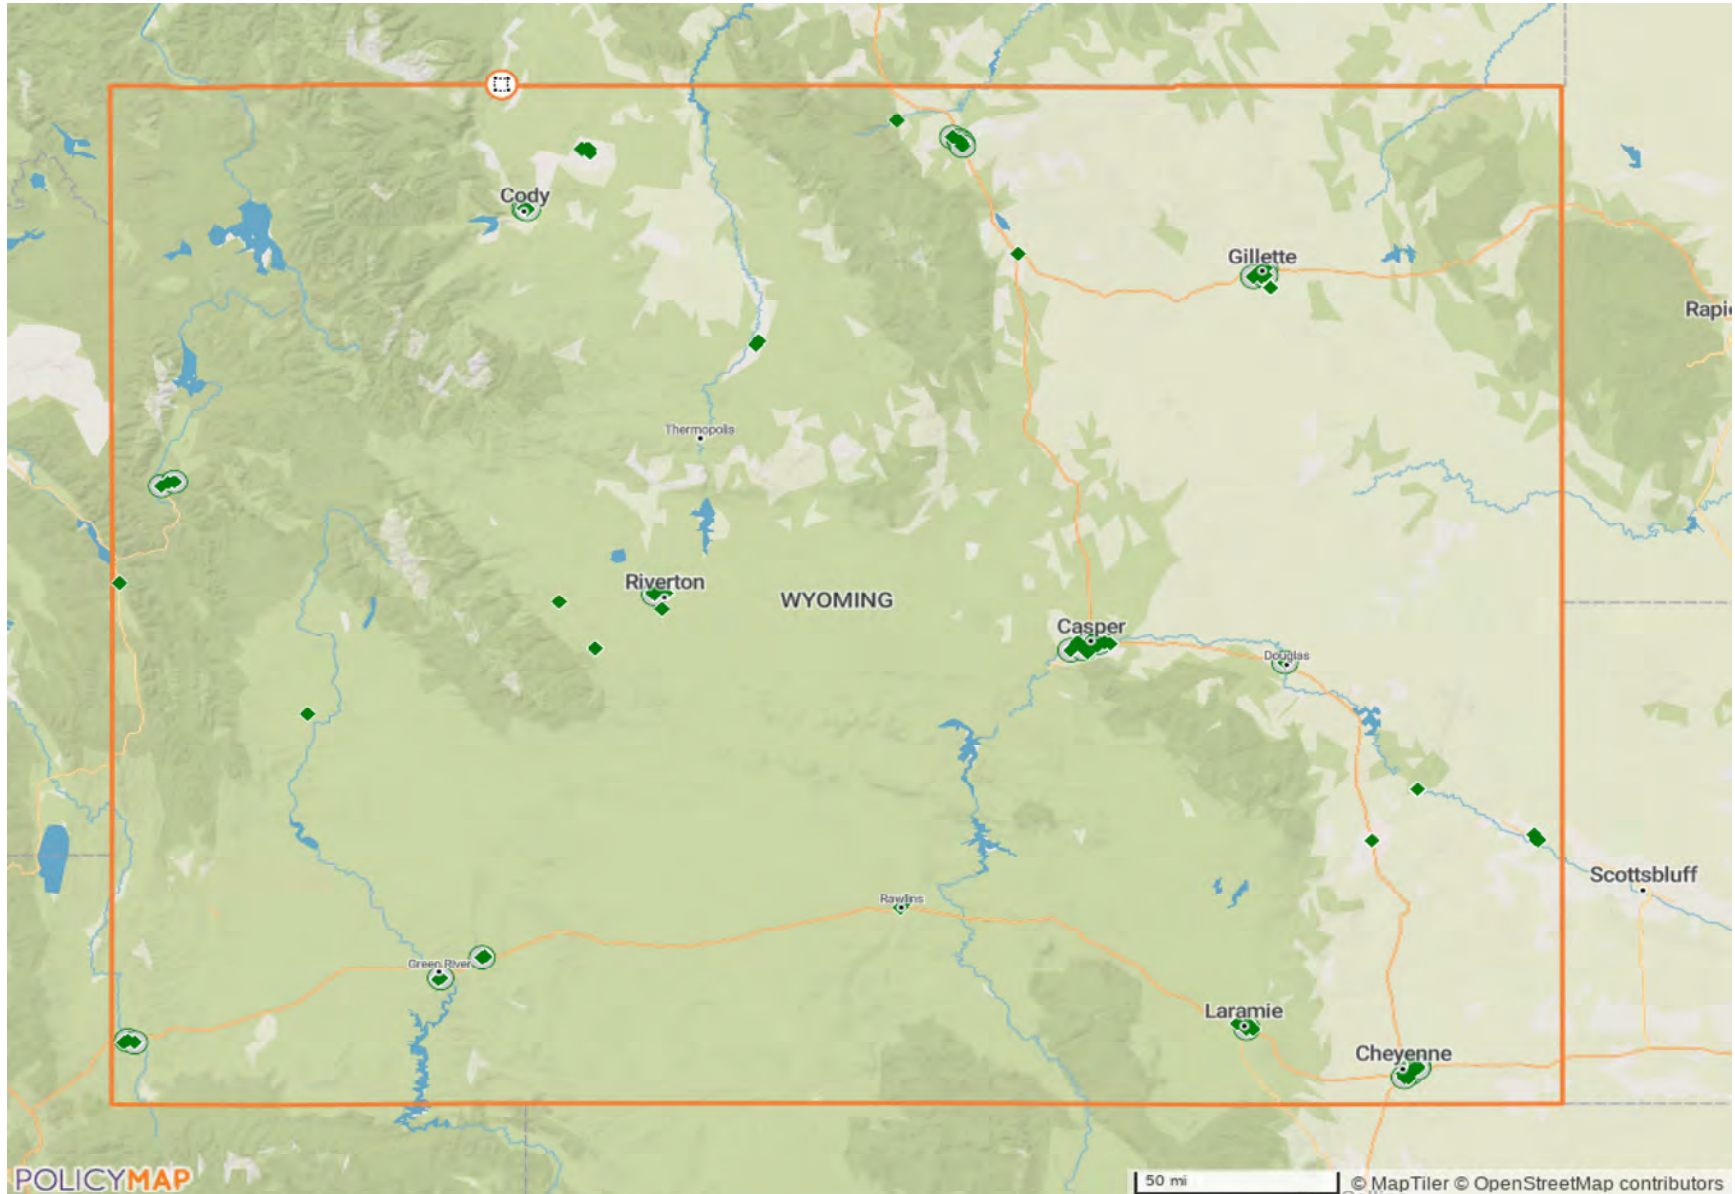 Cody
Gillette
Rapi
Thermopolis
Riverton
WYOMING
Casper
Douglas
Scottsbluff
Rawlins
Green River
Laramie
Cheyenne
POLICYMAP
50 mi
© MapTiler © OpenStreetMap contributors